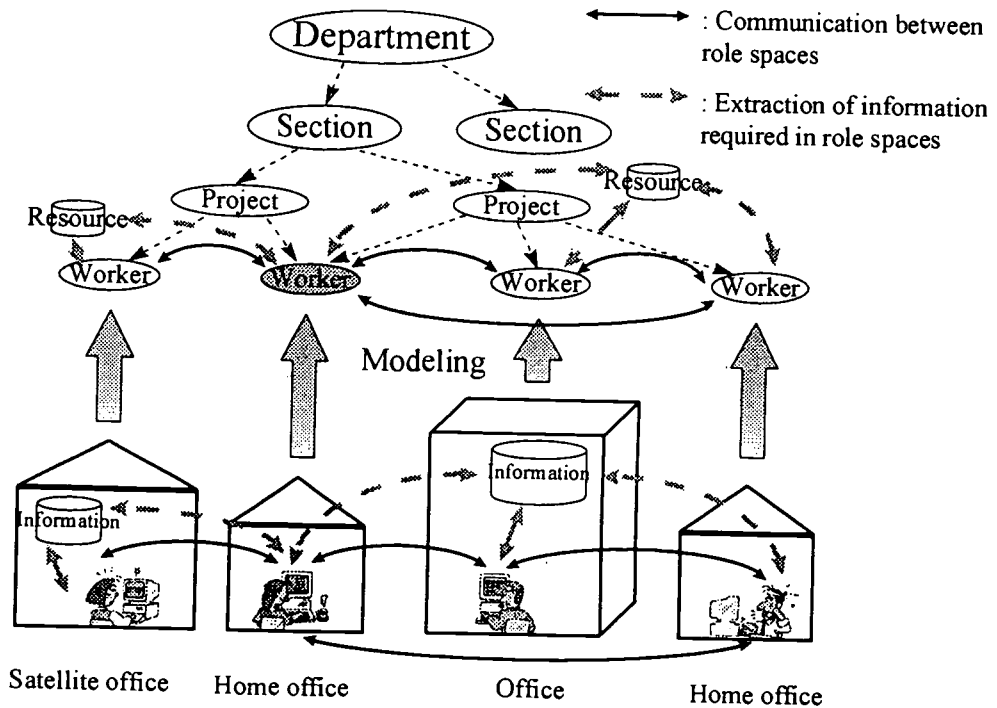 Department
: Communication between
role spaces
Section
Section
: Extraction of information
required in role spaces
Resource
Project
Project
Resource
Worker
Worker
Worker
Worker
Modeling
Information
Information
Satellite office
Home office
Office
Home office